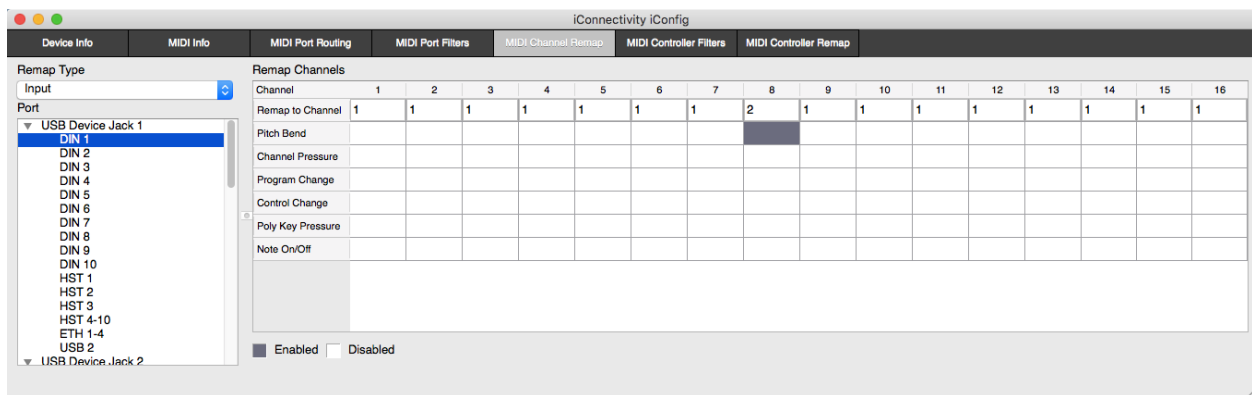 iConnectivity iConfig
Device Info MIDI Info MIDI Port Routing MIDI Port Filters MIDI Channel Remap MIDI Controller Filters MIDI Controller Remap
Remap Type
Input
Port
USB Device Jack 1
DIN 1
DIN 2
DIN 3
DIN 4
DIN 5
DIN 6
DIN 7
DIN 8
DIN 9
DIN 10
HST 1
HST 2
HST 3
HST 4-10
ETH 1-4
USB 2
USB Device Jack 2
Remap Channels
Channel 1 2 3 4 5 6 7 8 9 10 11 12 13 14 15 16
Remap to Channel 1 1 1 1 1 1 1 2 1 1 1 1 1 1 1 1
Pitch Bend
Channel Pressure
Program Change
Control Change
Poly Key Pressure
Note On/Off
Enabled Disabled